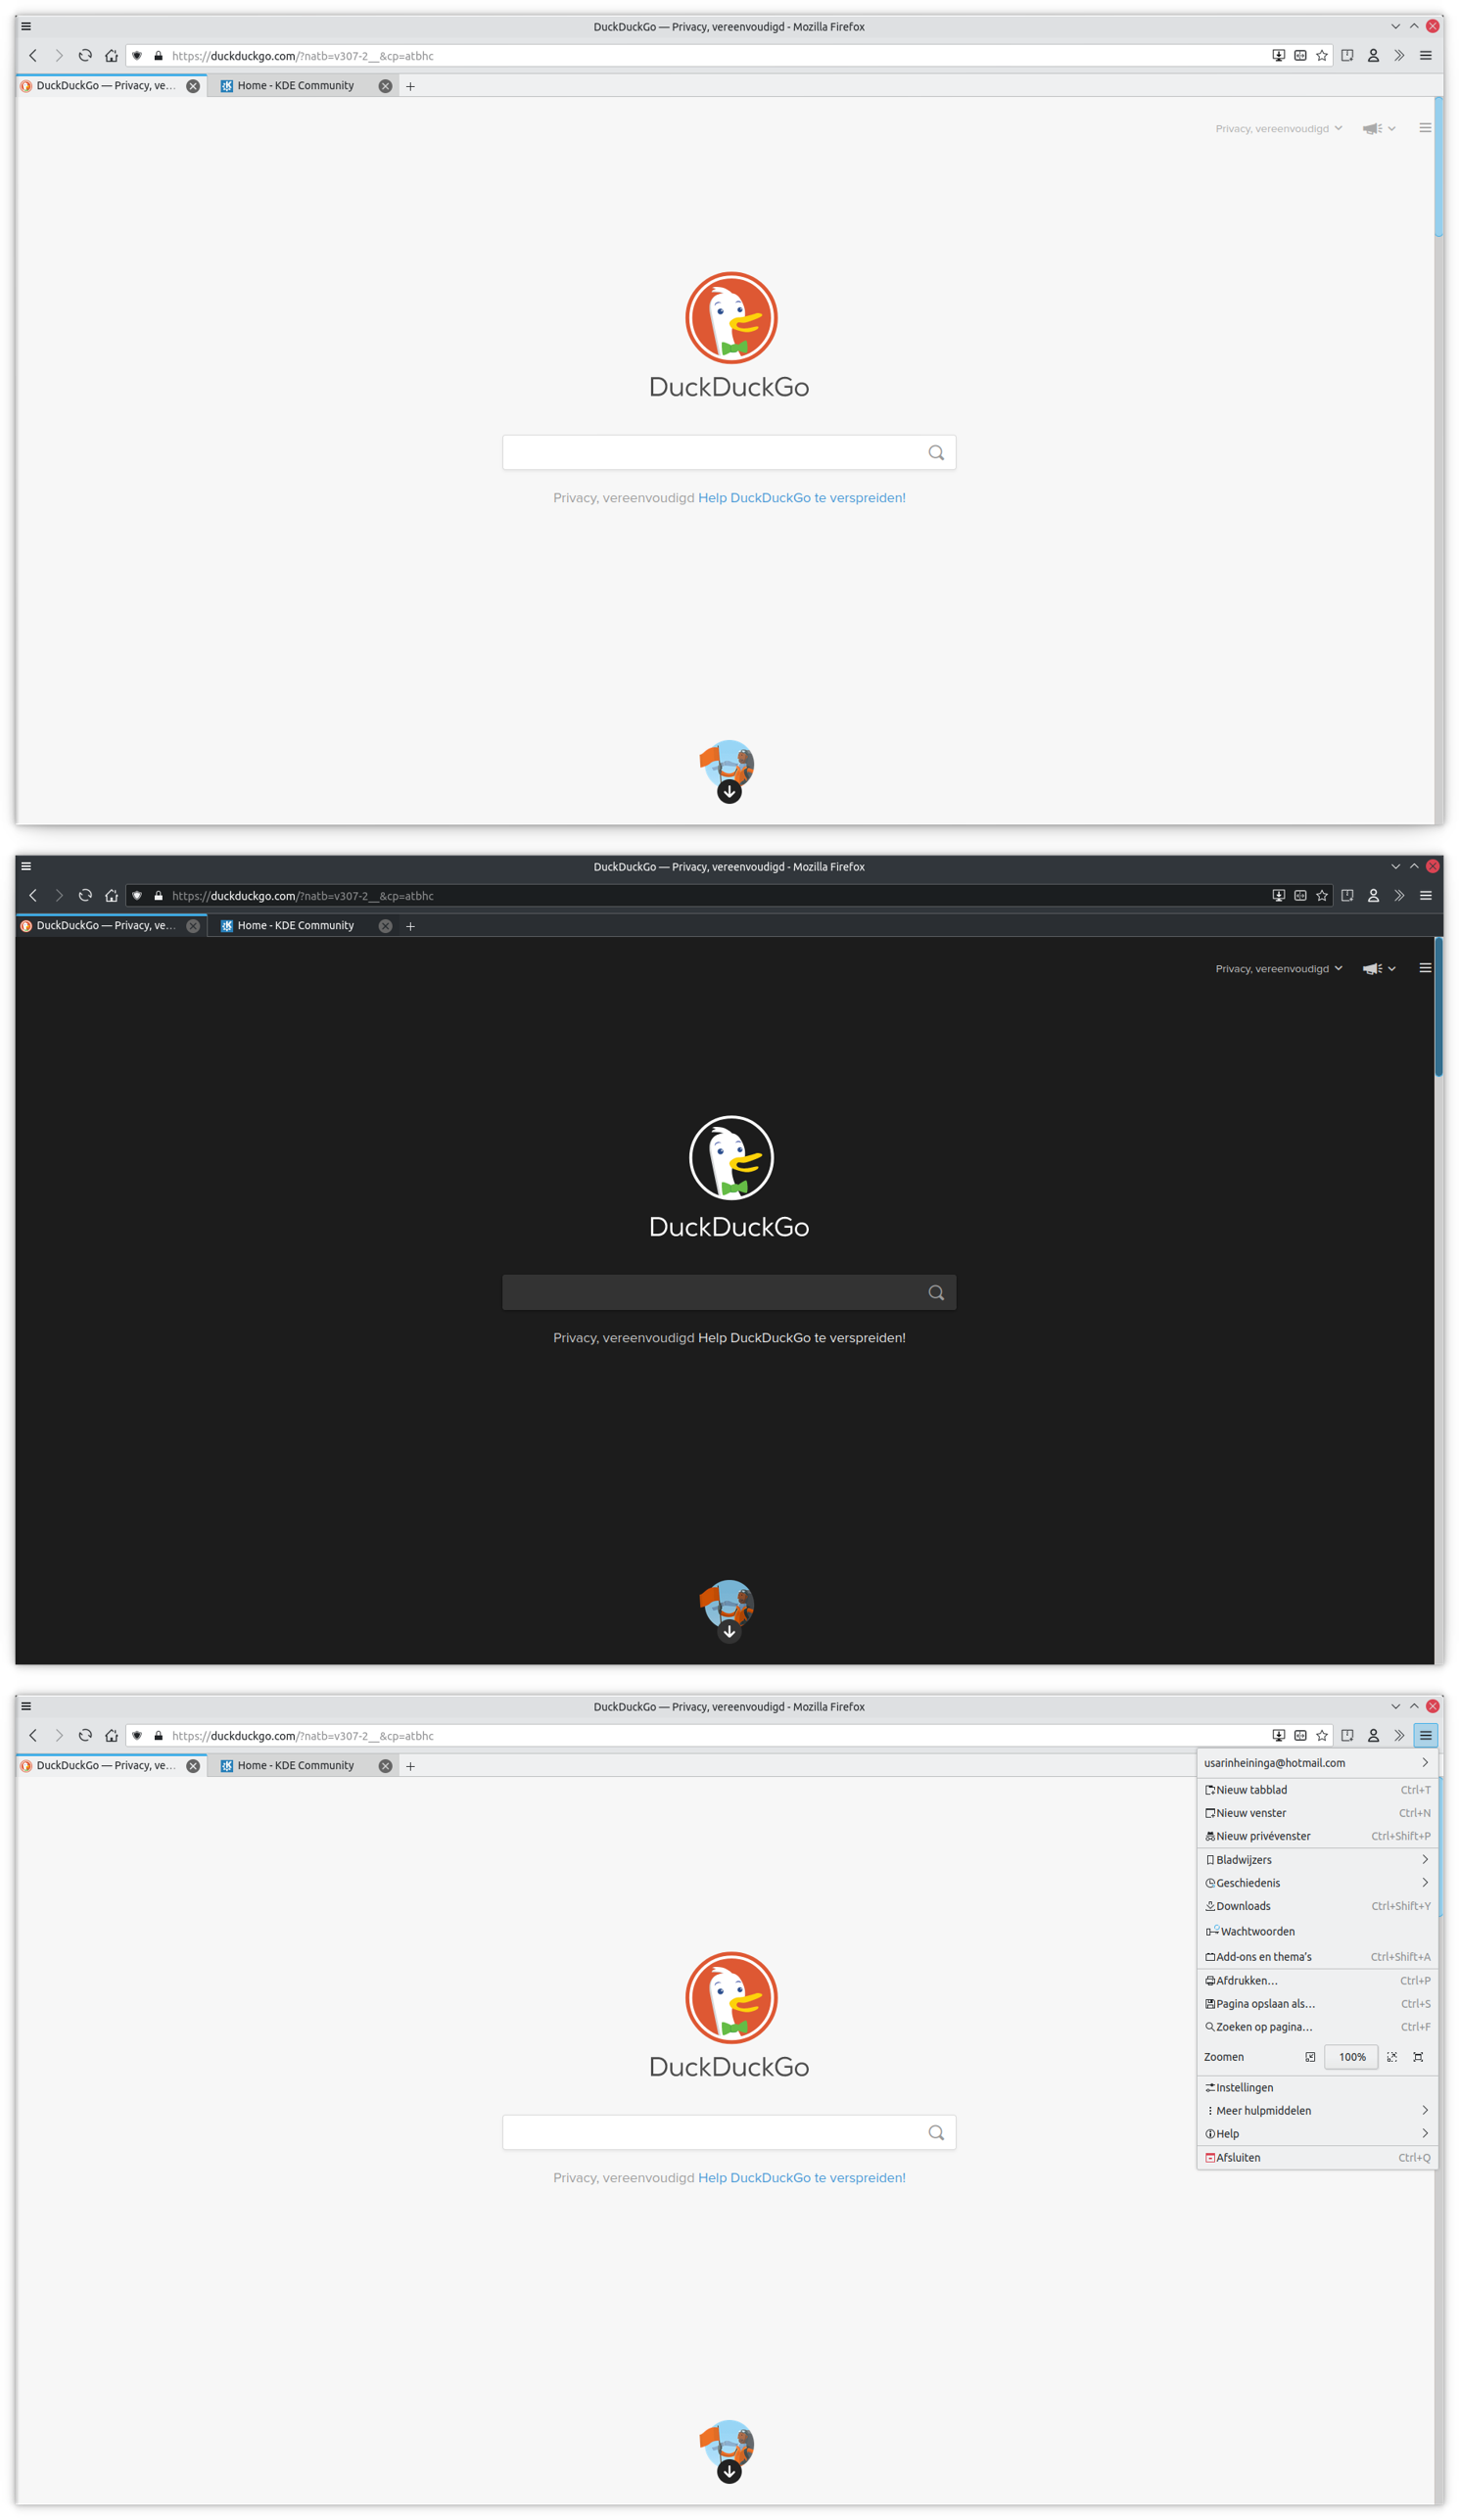 DuckDuckGo — Privacy, vereenvoudigd - Mozilla Firefox
https://duckduckgo.com/?natb=v307-2__&cp=atbhc
DuckDuckGo — Privacy, ve... Home - KDE Community
Privacy, vereenvoudigd
DuckDuckGo
Privacy, vereenvoudigd Help DuckDuckGo te verspreiden!
DuckDuckGo — Privacy, vereenvoudigd - Mozilla Firefox
https://duckduckgo.com/?natb=v307-2__&cp=atbhc
DuckDuckGo — Privacy, ve... Home - KDE Community
Privacy, vereenvoudigd
DuckDuckGo
Privacy, vereenvoudigd Help DuckDuckGo te verspreiden!
DuckDuckGo — Privacy, vereenvoudigd - Mozilla Firefox
https://duckduckgo.com/?natb=v307-2__&cp=atbhc
DuckDuckGo — Privacy, ve... Home - KDE Community
usarinheininga@hotmail.com
Nieuw tabblad Ctrl+T
Nieuw venster Ctrl+N
Nieuw privévenster Ctrl+Shift+P
Bladwijzers
Geschiedenis
Downloads Ctrl+Shift+Y
Wachtwoorden
Add-ons en thema's Ctrl+Shift+A
Afdrukken... Ctrl+P
Pagina opslaan als... Ctrl+S
Zoeken op pagina... Ctrl+F
Zoomen 100%
Instellingen
Meer hulpmiddelen
Help
Afsluiten Ctrl+Q
DuckDuckGo
Privacy, vereenvoudigd Help DuckDuckGo te verspreiden!